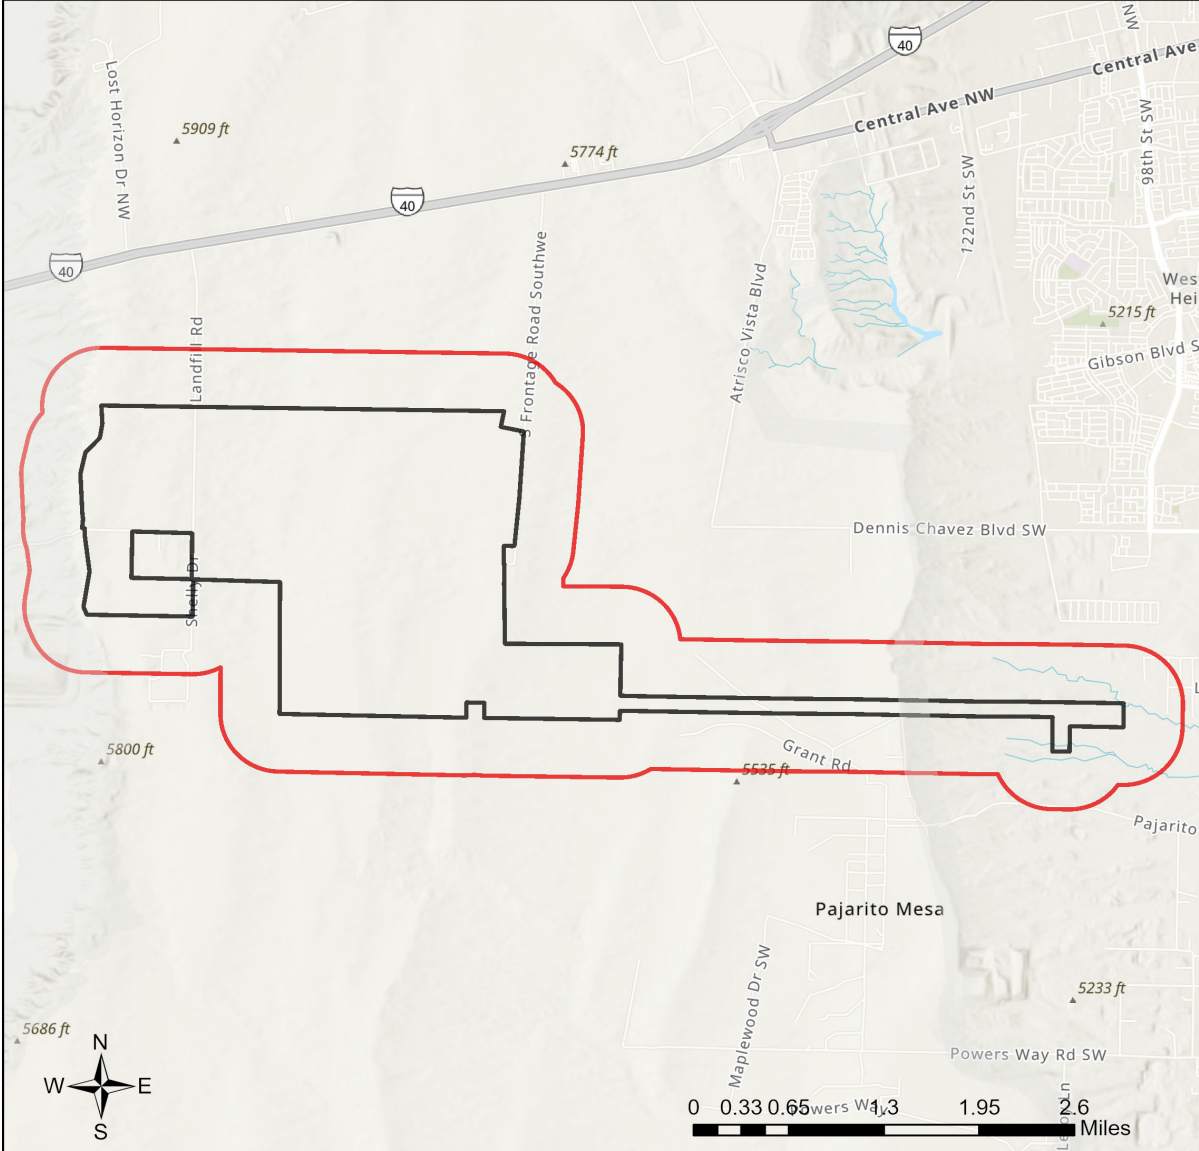 NW
40
Central Ave
Lost Horizon Dr NW
5909 ft
Central Ave NW
98th St SW
5774 ft
122nd St SW
40
40
S Frontage Road Southwe
Atrisco Vista Blvd
Wes
Hei
5215 ft
Landfill Rd
Gibson Blvd S
Dennis Chavez Blvd SW
Shelly Dr
L
5800 ft
Grant Rd
5535 ft
Pajarito
Pajarito Mesa
Maplewood Dr SW
5233 ft
5686 ft
N
W
E
S
Powers Way Rd SW
Powers Way
0 0.33 0.65 1.3 1.95 2.6
Miles